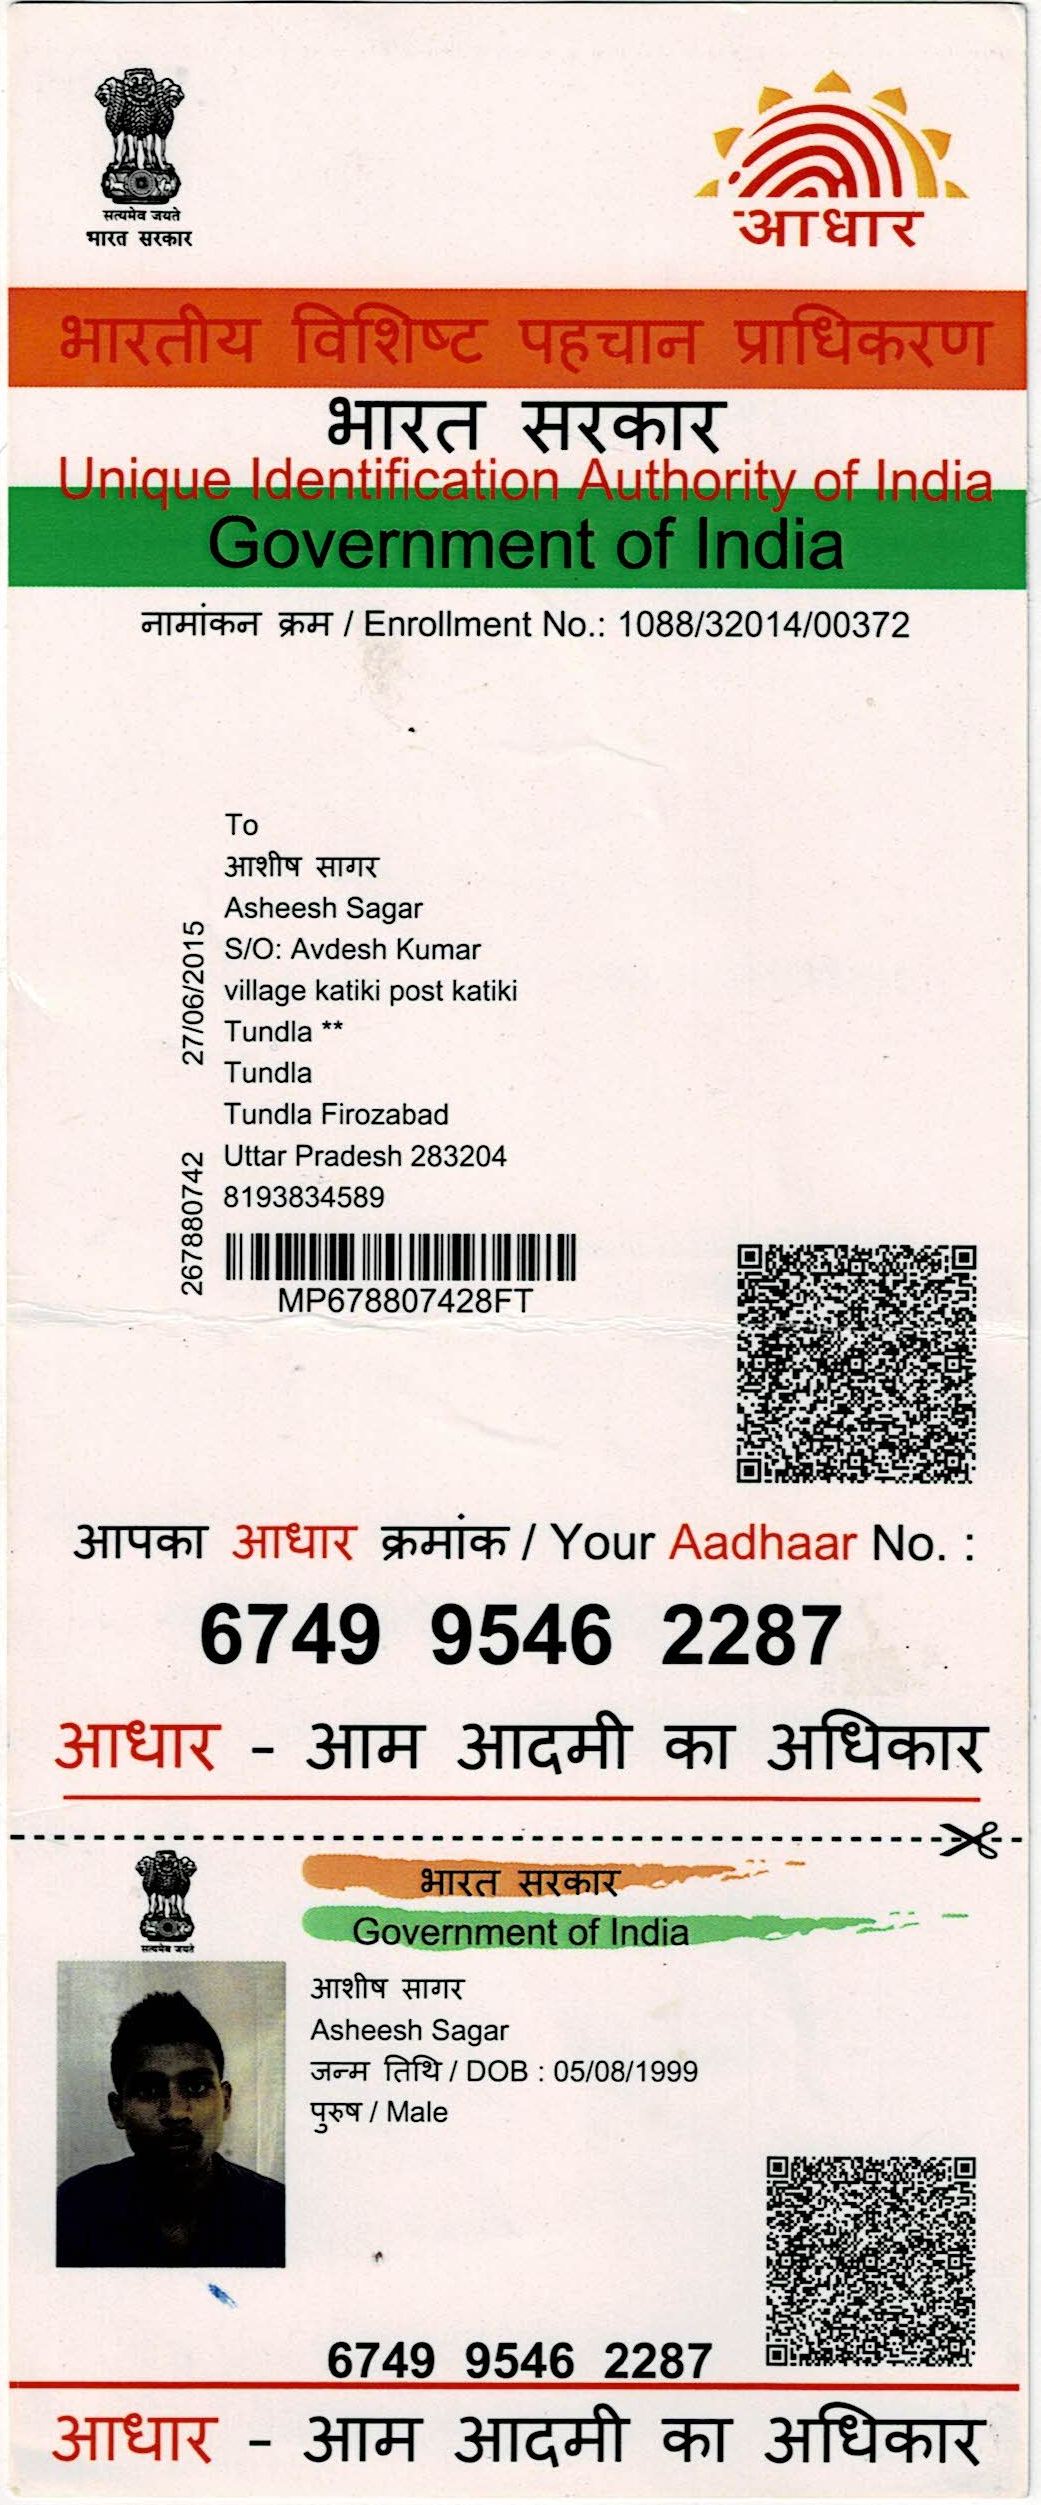 सत्यमेव जयते
भारत सरकार
आधार
भारतीय विशिष्ट पहचान प्राधिकरण
भारत सरकार
Unique Identification Authority of India
Government of India
नामांकन क्रम / Enrollment No.: 1088/32014/00372
To
आशीष सागर
Asheesh Sagar
S/O: Avdesh Kumar
village katiki post katiki
Tundla **
Tundla
Tundla Firozabad
Uttar Pradesh 283204
8193834589
27/06/2015
267880742
MP678807428FT
आपका आधार क्रमांक / Your Aadhaar No. :
6749 9546 2287
आधार - आम आदमी का अधिकार
सत्यमेव जयते
भारत सरकार
Government of India
आशीष सागर
Asheesh Sagar
जन्म तिथि / DOB : 05/08/1999
पुरुष / Male
6749 9546 2287
आधार - आम आदमी का अधिकार